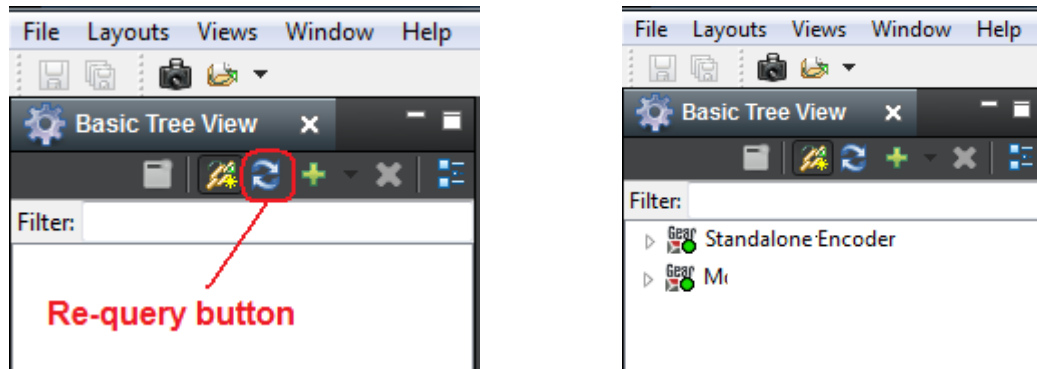 File Layouts Views Window Help
Basic Tree View
Filter:
Re-query button
File Layouts Views Window Help
Basic Tree View
Filter:
Gear Standalone Encoder
Gear